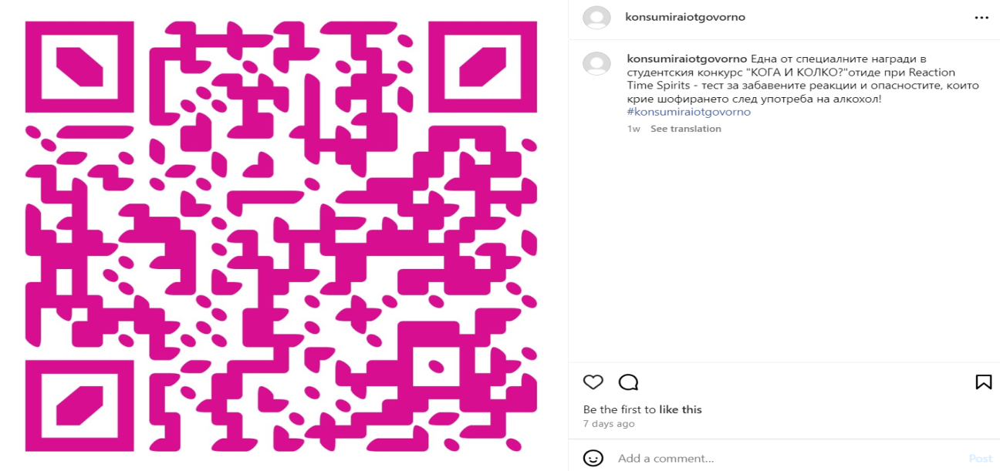 konsumiraiotgovorno
konsumiraiotgovorno Една от специалните награди в
студентския конкурс "КОГА И КОЛКО?"отиде при Reaction
Time Spirits - тест за забавените реакции и опасностите, които
крие шофирането след употреба на алкохол!
#konsumiraiotgovorno
1w See translation
Be the first to like this
7 days ago
Add a comment... Post